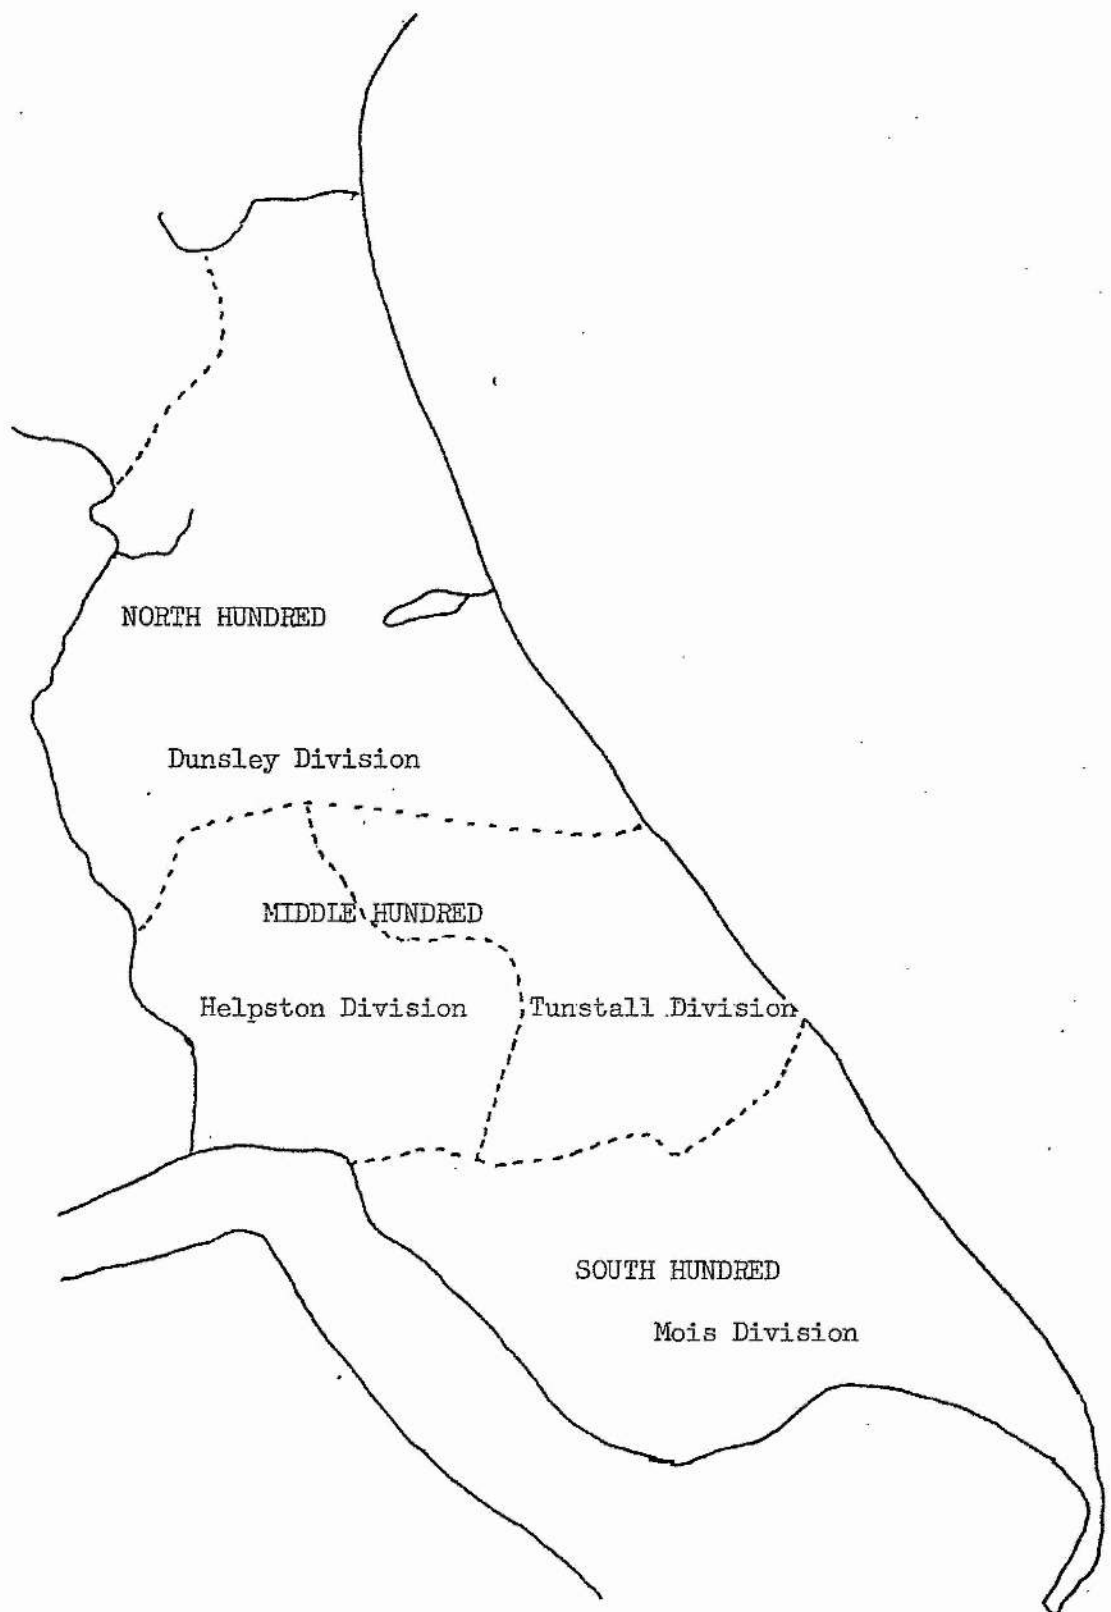 NORTH HUNDRED
Dunsley Division
MIDDLE HUNDRED
Helpston Division
Tunstall Division
SOUTH HUNDRED
Mois Division